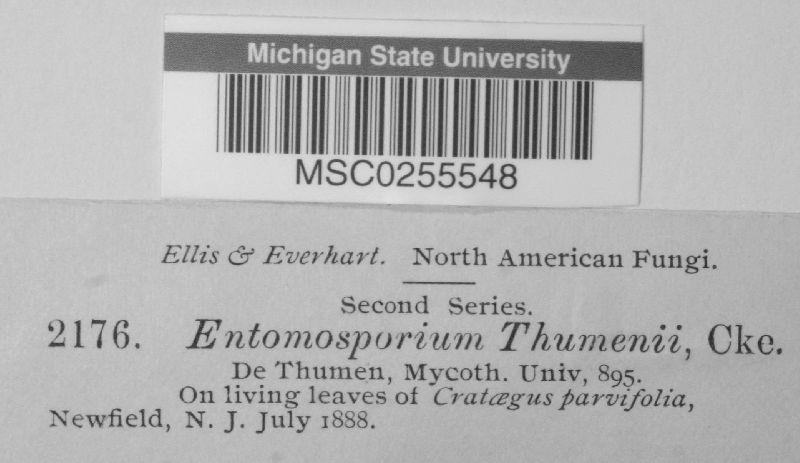 Michigan State University
MSC0255548
Ellis & Everhart. North American Fungi.
Second Series.
2176. Entomosporium Thumenii, Cke.
De Thumen, Mycoth. Univ, 895.
On living leaves of Cratægus parvifolia,
Newfield, N. J. July 1888.